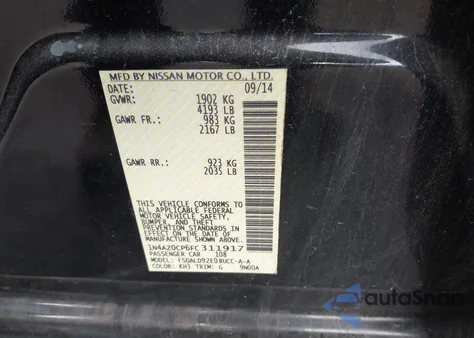 MFD BY NISSAN MOTOR CO., LTD.
DATE: 09/14
GVWR: 1902 KG
4193 LB
GAWR FR.: 983 KG
2167 LB
GAWR RR.: 923 KG
2035 LB
THIS VEHICLE CONFORMS TO
ALL APPLICABLE FEDERAL
MOTOR VEHICLE SAFETY,
BUMPER, AND THEFT
PREVENTION STANDARDS IN
EFFECT ON THE DATE OF
MANUFACTURE SHOWN ABOVE.
1N4AZ0CP6FC311917
PASSENGER CAR 108
MODEL: FSDALD9ZE08UCC-A-A
COLOR: KH3 TRIM: G 9N00A
autoSnap